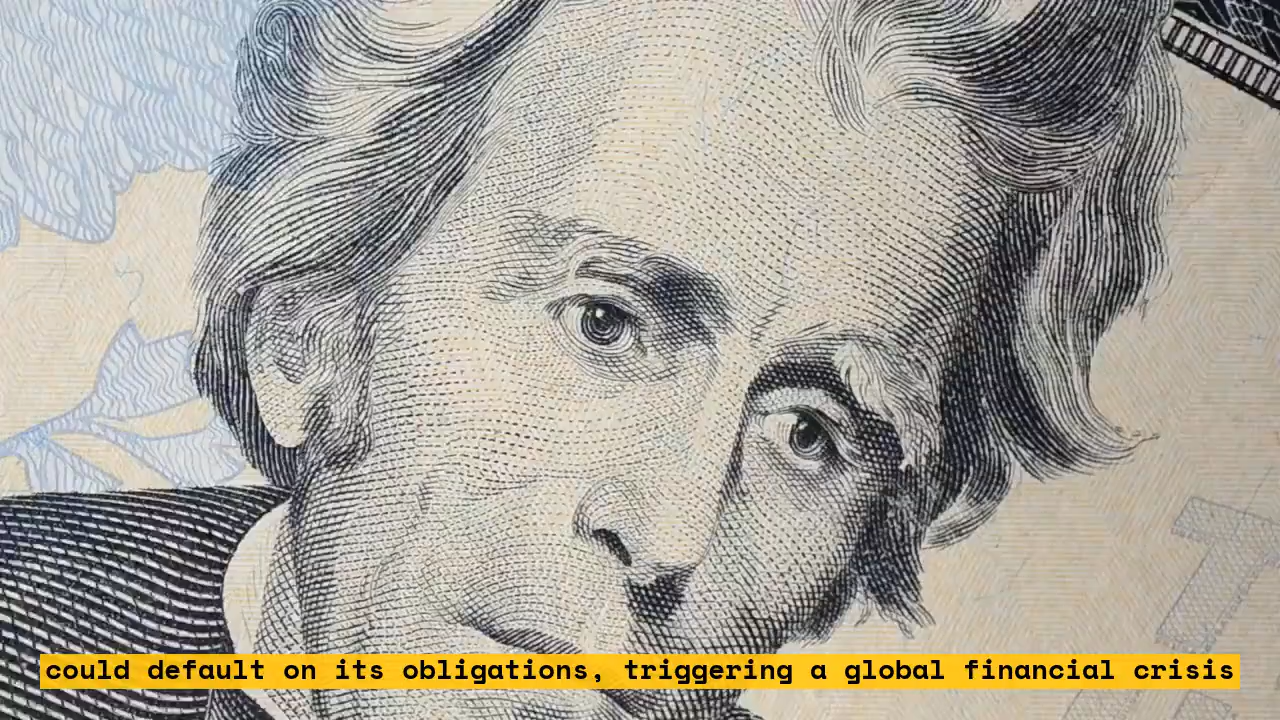 could default on its obligations, triggering a global financial crisis